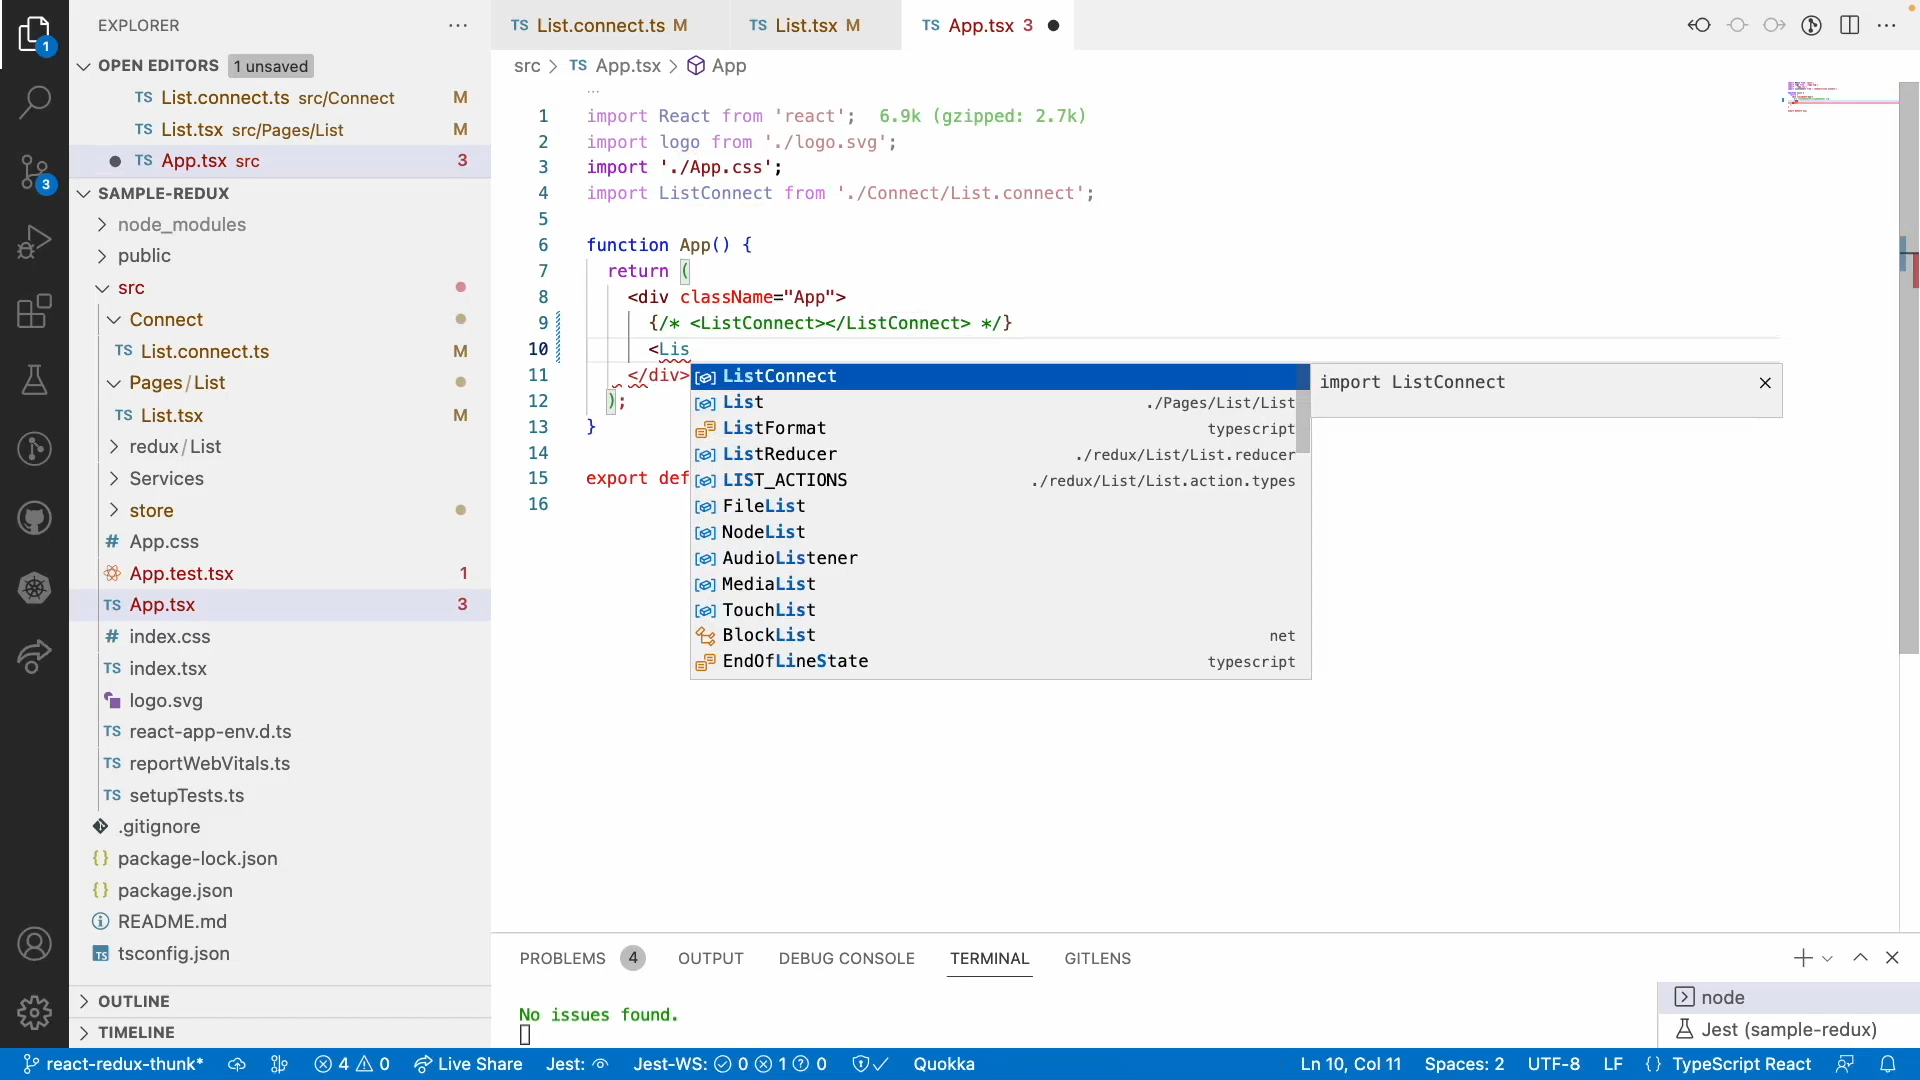 EXPLORER
OPEN EDITORS 1 unsaved
TS List.connect.ts src/Connect M
TS List.tsx src/Pages/List M
TS App.tsx src 3
SAMPLE-REDUX
node_modules
public
src
Connect
TS List.connect.ts M
Pages/List
TS List.tsx M
redux/List
Services
store
# App.css
App.test.tsx 1
TS App.tsx 3
# index.css
TS index.tsx
logo.svg
TS react-app-env.d.ts
TS reportWebVitals.ts
TS setupTests.ts
.gitignore
{} package-lock.json
{} package.json
README.md
TS tsconfig.json
OUTLINE
TIMELINE
1
3
TS List.connect.ts M
TS List.tsx M
TS App.tsx 3
src > TS App.tsx > App
...
1 import React from 'react'; 6.9k (gzipped: 2.7k)
2 import logo from './logo.svg';
3 import './App.css';
4 import ListConnect from './Connect/List.connect';
5
6 function App() {
7 return (
8 <div className="App">
9 {/* <ListConnect></ListConnect> */}
10 <Lis
11 </div>
12 );
13 }
14
15 export def
16
ListConnect
List ./Pages/List/List
ListFormat typescript
ListReducer ./redux/List/List.reducer
LIST_ACTIONS ./redux/List/List.action.types
FileList
NodeList
AudioListener
MediaList
TouchList
BlockList net
EndOfLineState typescript
import ListConnect
PROBLEMS 4 OUTPUT DEBUG CONSOLE TERMINAL GITLENS
No issues found.
node
Jest (sample-redux)
react-redux-thunk* 4 0 Live Share Jest: Jest-WS: 0 1 0 Quokka Ln 10, Col 11 Spaces: 2 UTF-8 LF {} TypeScript React